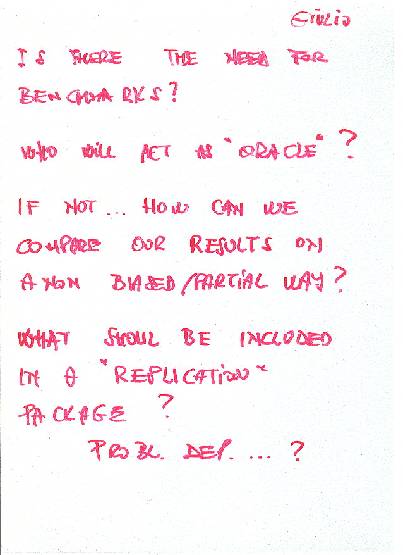 GIULIO
IS THERE THE NEED FOR
BENCHMARKS?
WHO WILL ACT AS "ORACLE"?
IF NOT... HOW CAN WE
COMPARE OUR RESULTS ON
A NON BIASED/PARTIAL WAY?
WHAT SHOUL BE INCLUDED
IN A "REPLICATION"
PACKAGE ?
PROBL. DEP. ... ?